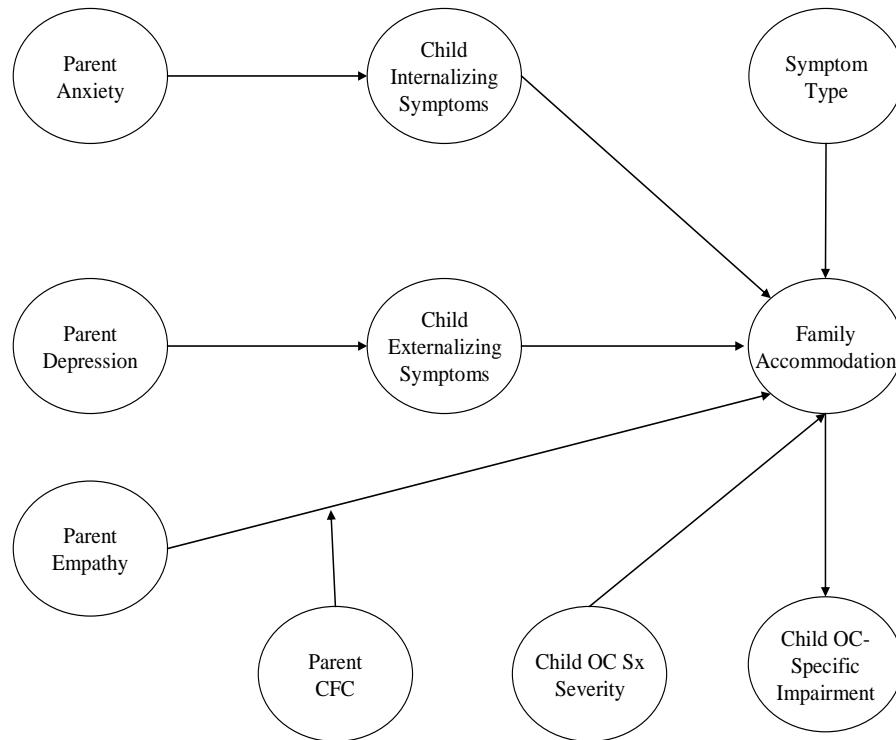 Parent
Anxiety
Child
Internalizing
Symptoms
Symptom
Type
Parent
Depression
Child
Externalizing
Symptoms
Family
Accommodation
Parent
Empathy
Parent
CFC
Child OC Sx
Severity
Child OC-
Specific
Impairment